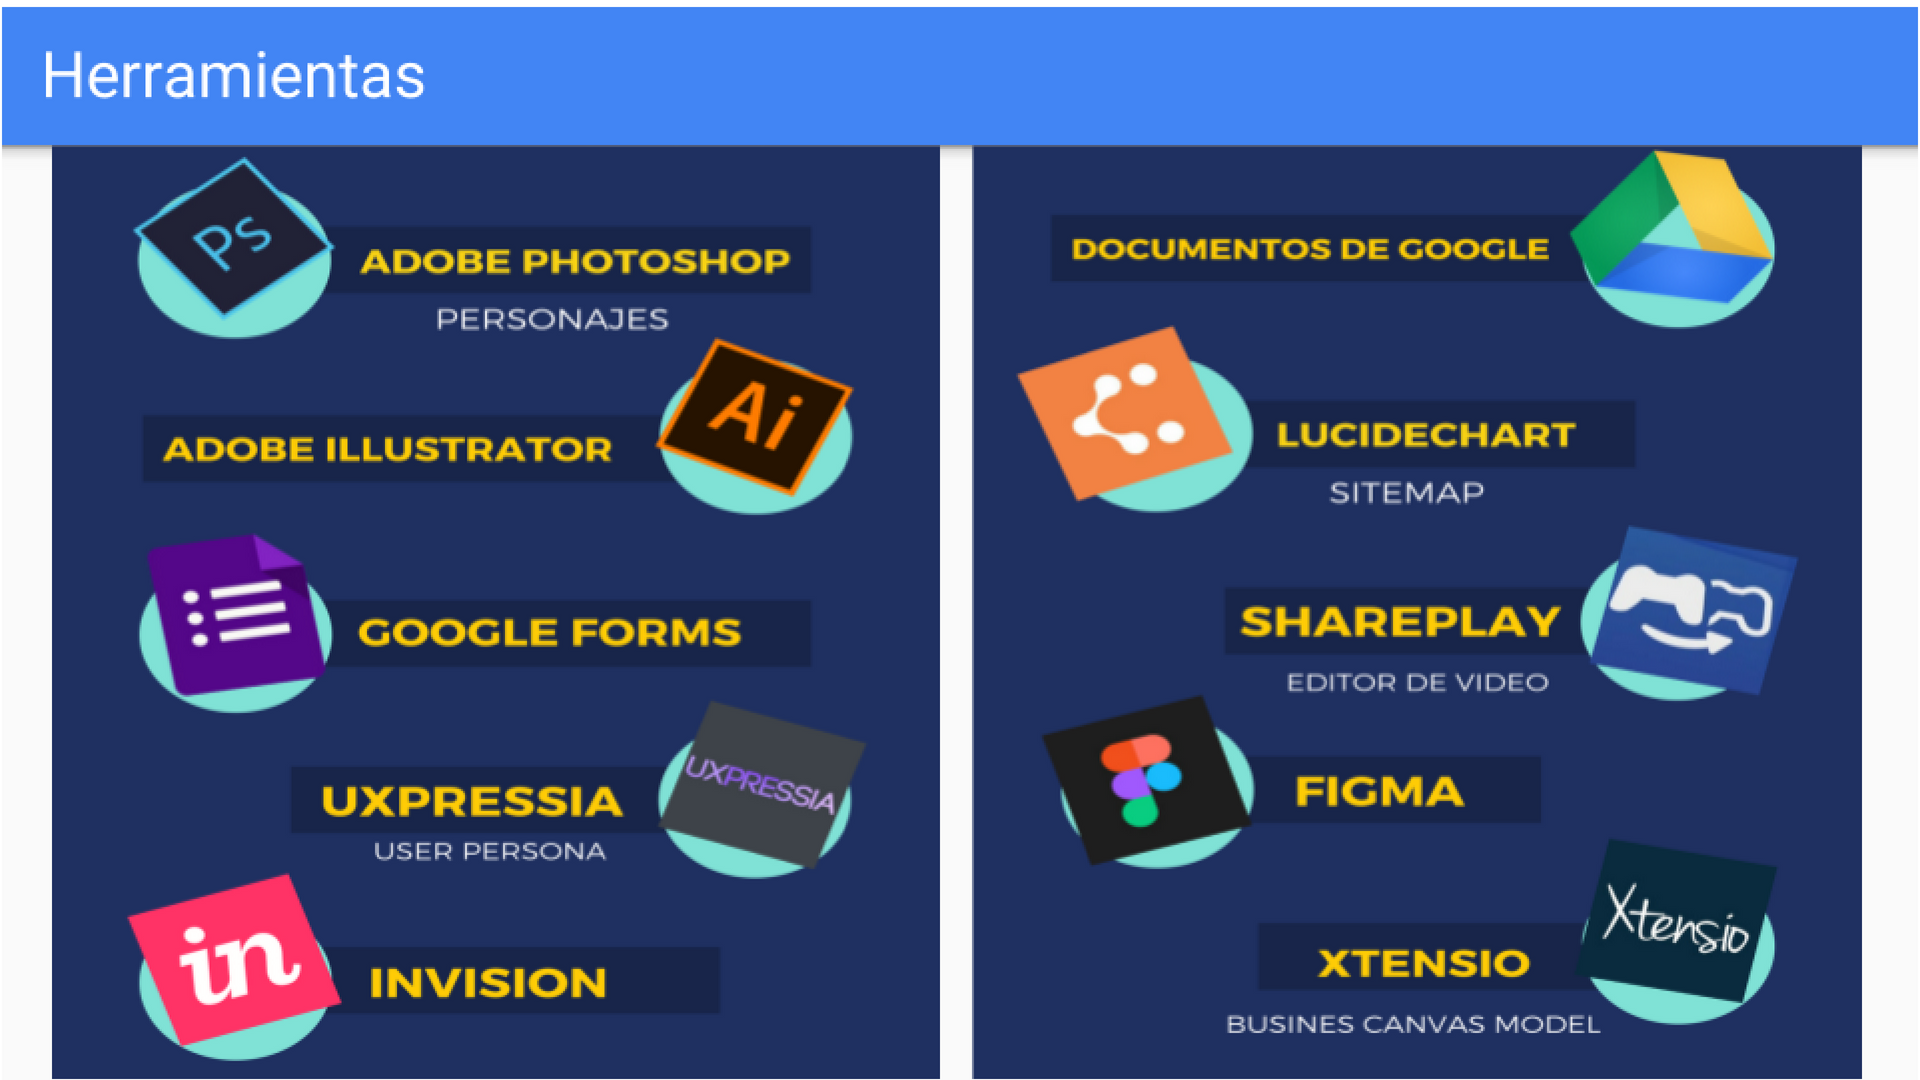 Herramientas
Ps
ADOBE PHOTOSHOP
PERSONAJES
Ai
ADOBE ILLUSTRATOR
GOOGLE FORMS
UXPRESSIA
UXPRESSIA
USER PERSONA
in
INVISION
DOCUMENTOS DE GOOGLE
LUCIDECHART
SITEMAP
SHAREPLAY
EDITOR DE VIDEO
FIGMA
Xtensio
XTENSIO
BUSINES CANVAS MODEL